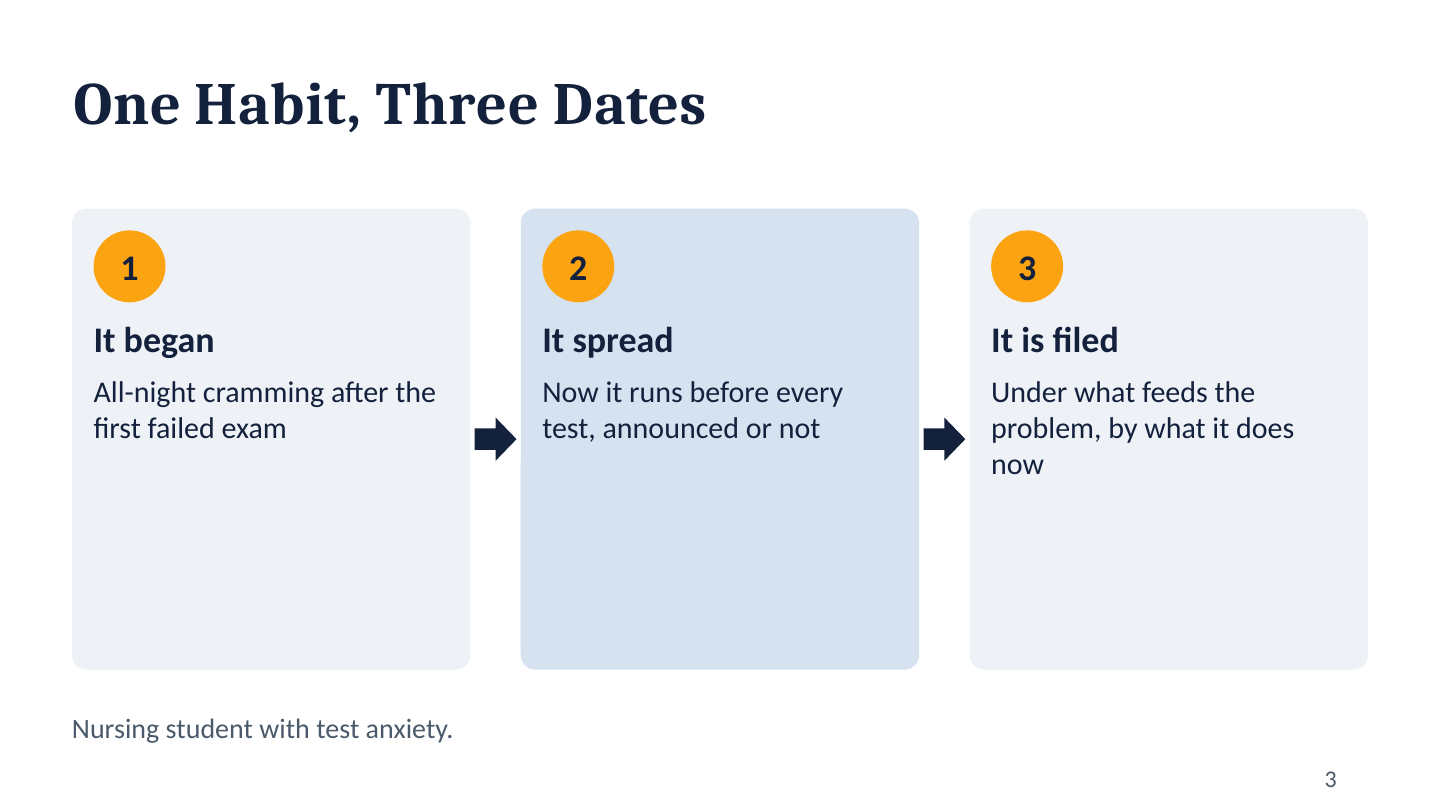 One Habit, Three Dates
1
It began
All-night cramming after the
first failed exam
2
It spread
Now it runs before every
test, announced or not
3
It is filed
Under what feeds the
problem, by what it does
now
Nursing student with test anxiety.
3